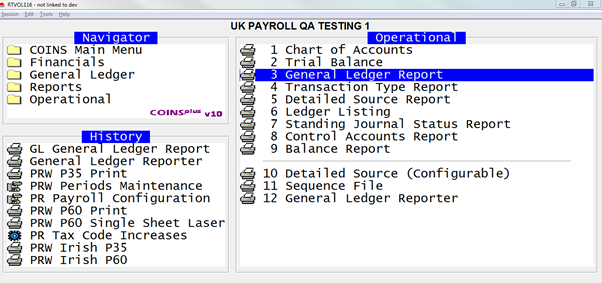 RTVOL116 - not linked to dev
Session Edit Tools Help
UK PAYROLL QA TESTING 1
Navigator
COINS Main Menu
Financials
General Ledger
Reports
Operational
COINSplus v10
History
GL General Ledger Report
General Ledger Reporter
PRW P35 Print
PRW Periods Maintenance
PR Payroll Configuration
PRW P60 Print
PRW P60 Single Sheet Laser
PR Tax Code Increases
PRW Irish P35
PRW Irish P60
Operational
1 Chart of Accounts
2 Trial Balance
3 General Ledger Report
4 Transaction Type Report
5 Detailed Source Report
6 Ledger Listing
7 Standing Journal Status Report
8 Control Accounts Report
9 Balance Report
10 Detailed Source (Configurable)
11 Sequence File
12 General Ledger Reporter